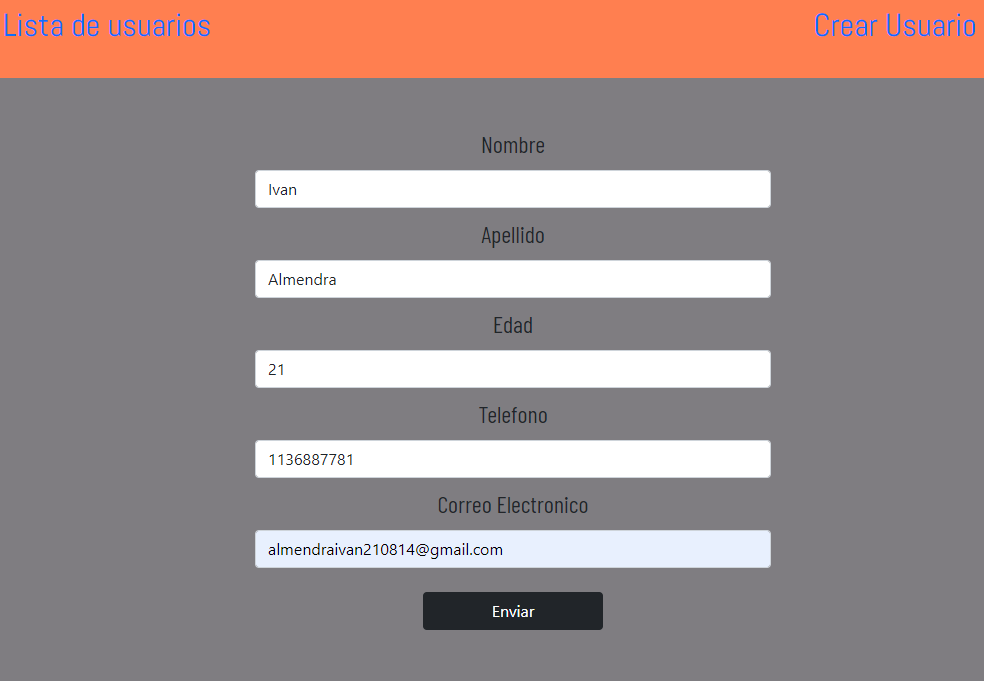 Lista de usuarios
Crear Usuario
Nombre
Ivan
Apellido
Almendra
Edad
21
Telefono
1136887781
Correo Electronico
almendraivan210814@gmail.com
Enviar